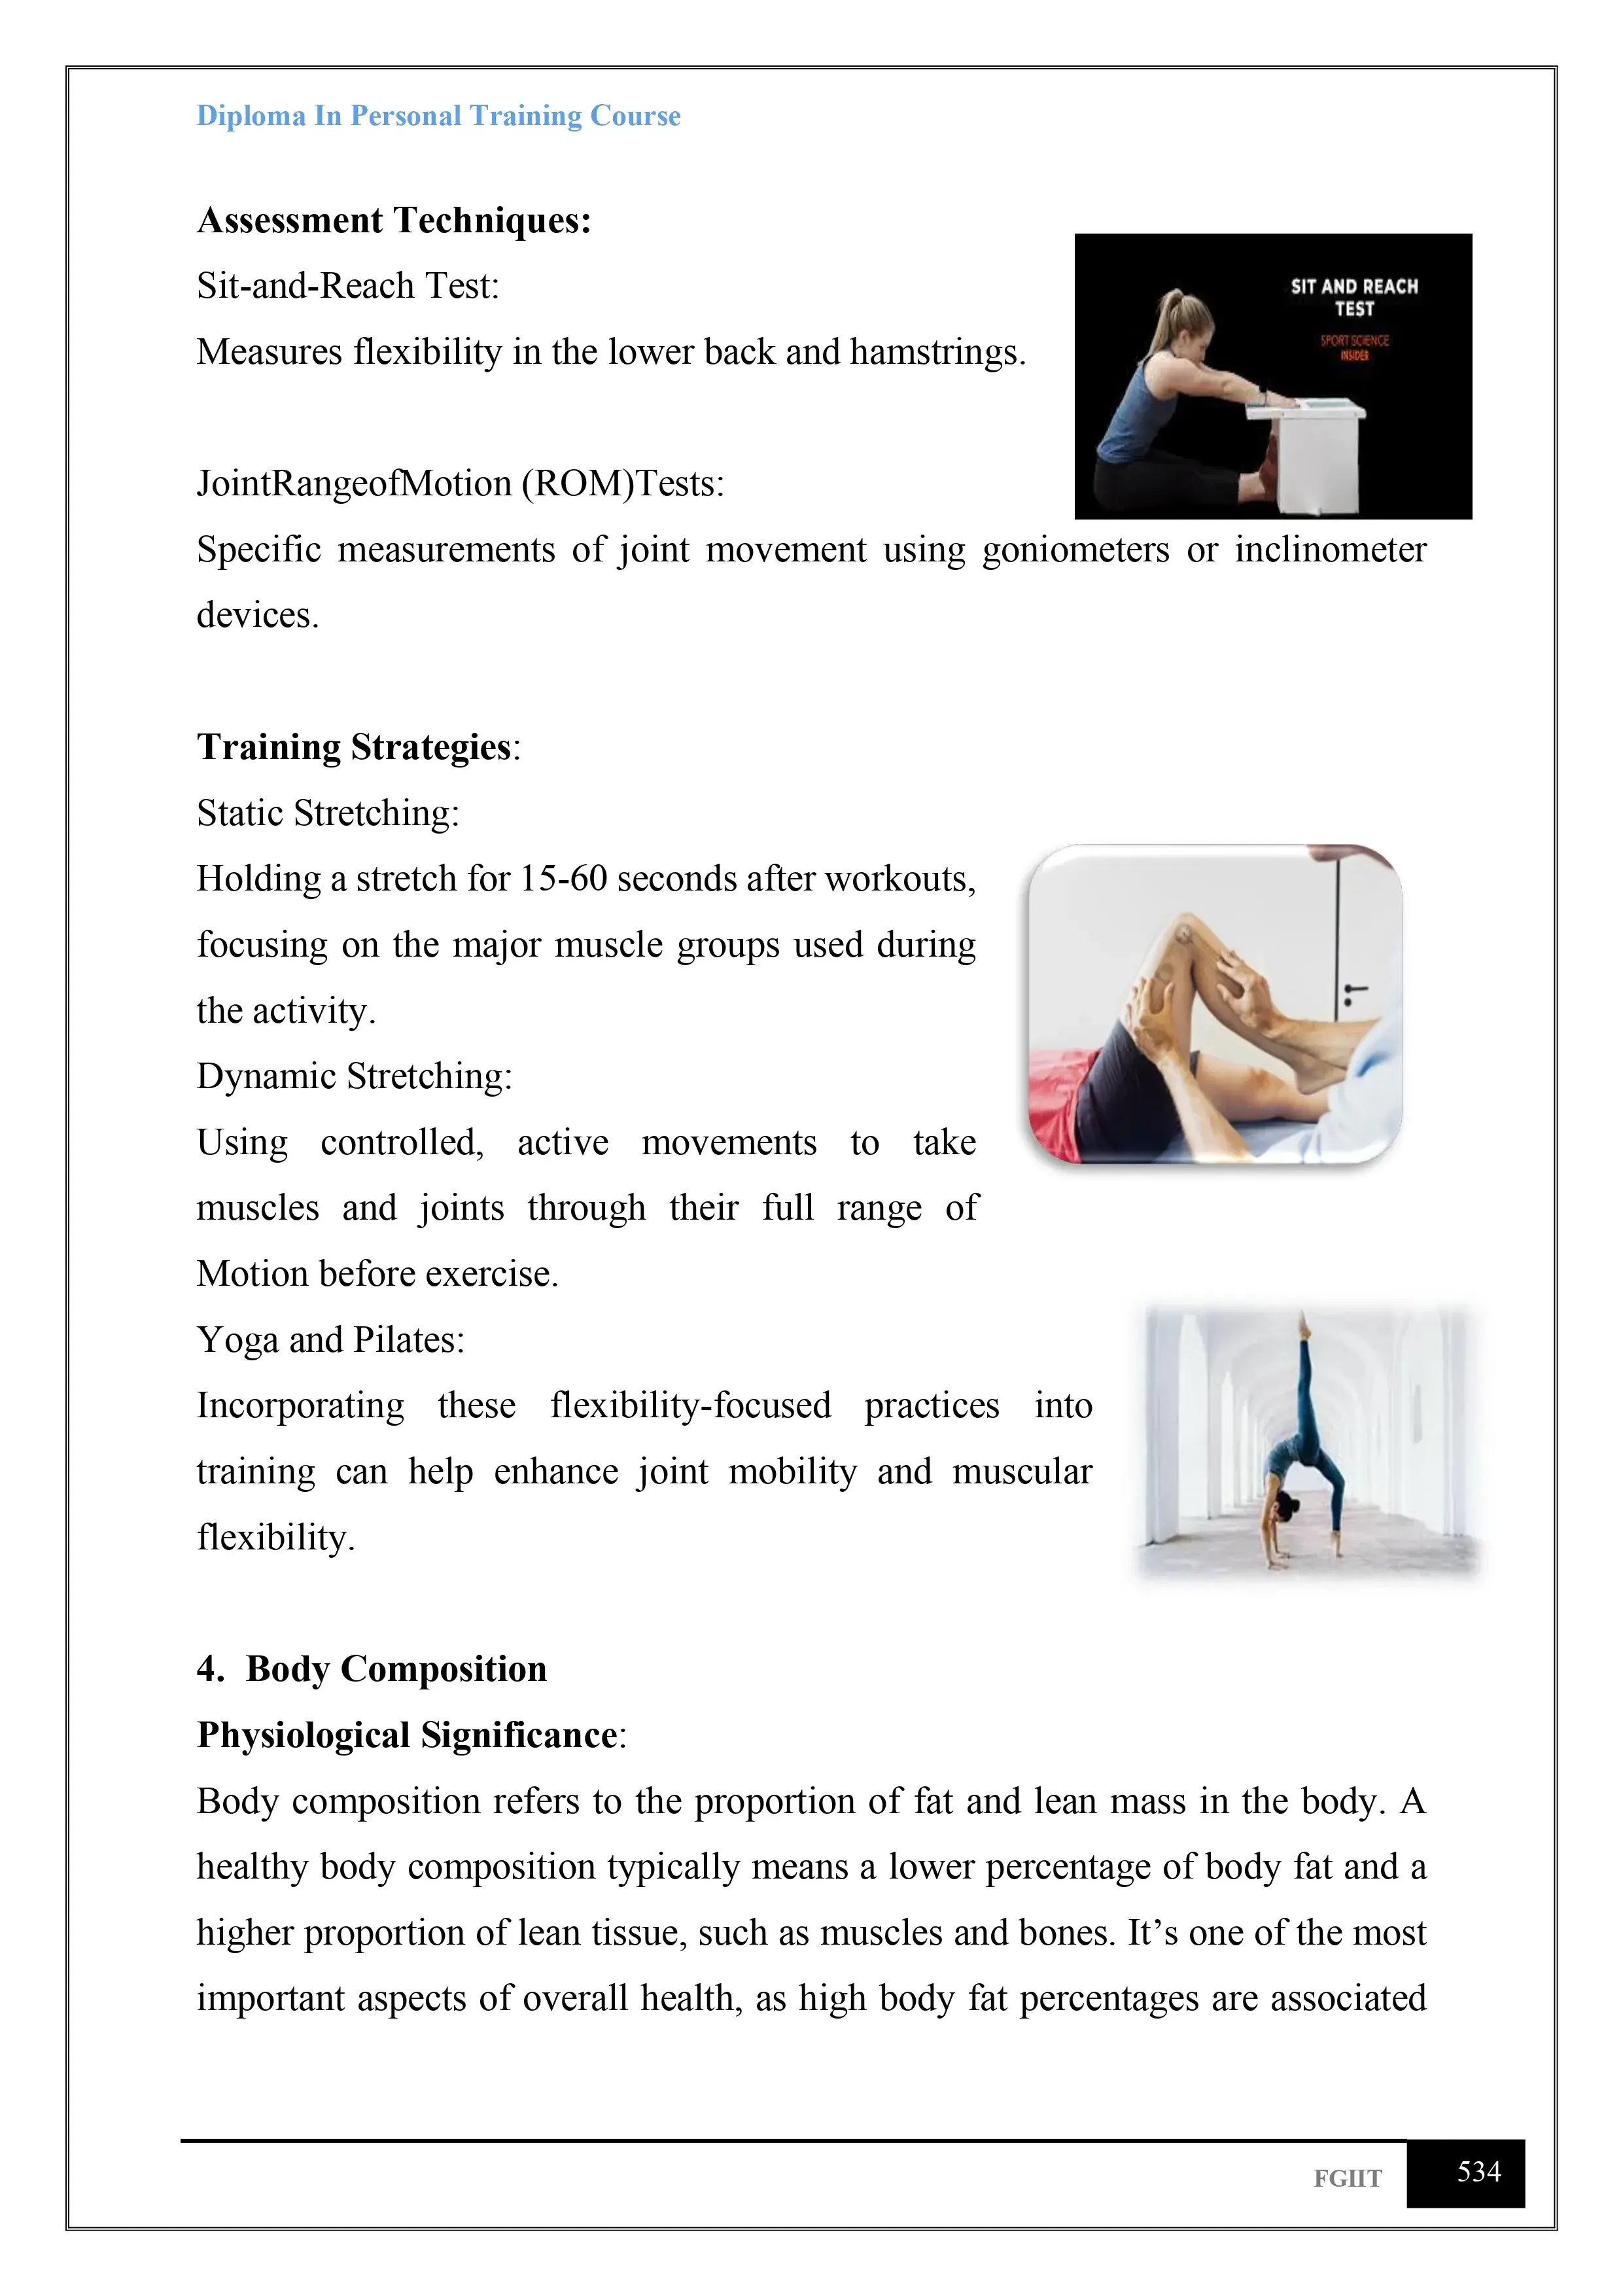 Diploma In Personal Training Course
Assessment Techniques:
Sit-and-Reach Test:
Measures flexibility in the lower back and hamstrings.
SIT AND REACH
TEST
SPORT SCIENCE
INSIDER
JointRangeofMotion (ROM)Tests:
Specific measurements of joint movement using goniometers or inclinometer
devices.
Training Strategies:
Static Stretching:
Holding a stretch for 15-60 seconds after workouts,
focusing on the major muscle groups used during
the activity.
Dynamic Stretching:
Using controlled, active movements to take
muscles and joints through their full range of
Motion before exercise.
Yoga and Pilates:
Incorporating these flexibility-focused practices into
training can help enhance joint mobility and muscular
flexibility.
4. Body Composition
Physiological Significance:
Body composition refers to the proportion of fat and lean mass in the body. A
healthy body composition typically means a lower percentage of body fat and a
higher proportion of lean tissue, such as muscles and bones. It’s one of the most
important aspects of overall health, as high body fat percentages are associated
FGIIT
534